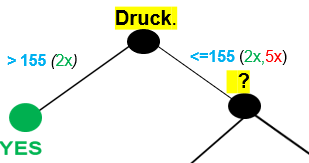 Druck.
> 155 (2x)
<=155 (2x,5x)
?
YES